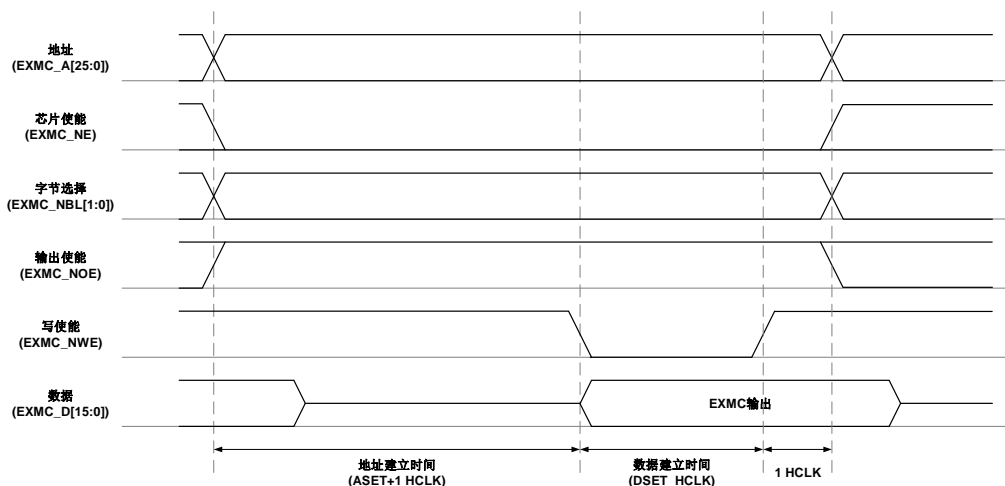 地址
(EXMC_A[25:0])
芯片使能
(EXMC_NE)
字节选择
(EXMC_NBL[1:0])
输出使能
(EXMC_NOE)
写使能
(EXMC_NWE)
数据
(EXMC_D[15:0])
EXMC输出
地址建立时间
(ASET+1 HCLK)
数据建立时间
(DSET HCLK)
1 HCLK